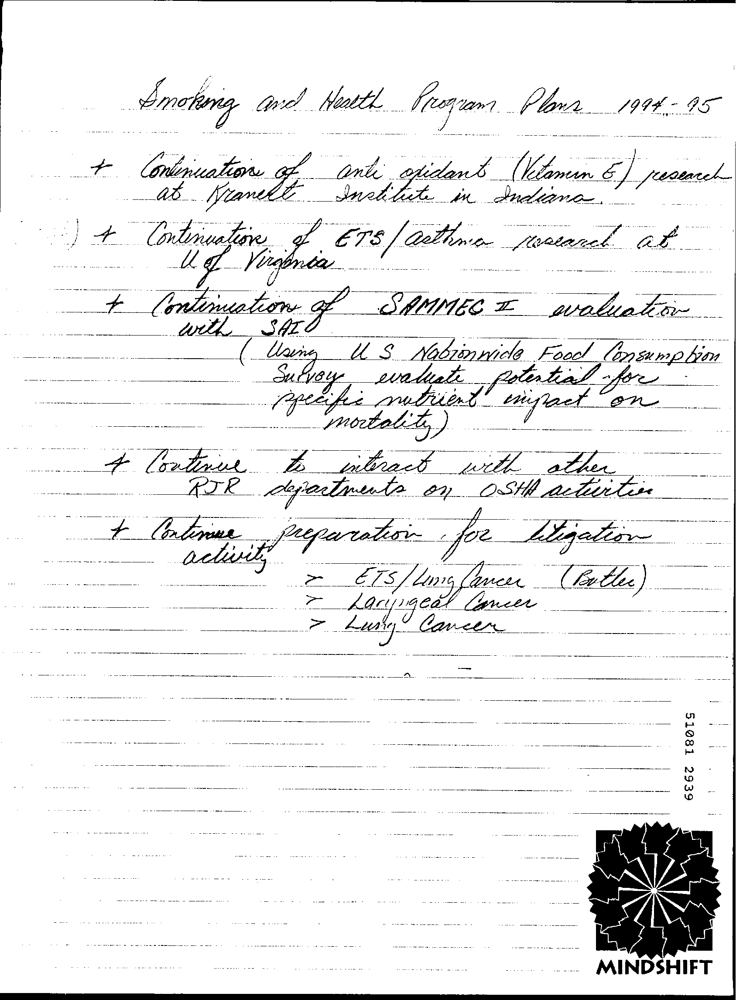 Smoking and Health Program Plans 1994-95
+ Continuation of anti oxidant (Vitamin E) research
at Krannert Institute in Indiana.
+ Continuation of ETS/asthma research at
U of Virginia
+ Continuation of SAMMEC II evaluation
with SAI
(Using U S Nationwide Food Consumption
Survey evaluate potential for
specific nutrient impact on
mortality)
+ Continue to interact with other
RJR departments on OSHA activities
+ Continue preparation for litigation
activity
> ETS/Lung Cancer (Butler)
> Laryngeal Cancer
> Lung Cancer
51081 2939
MINDSHIFT